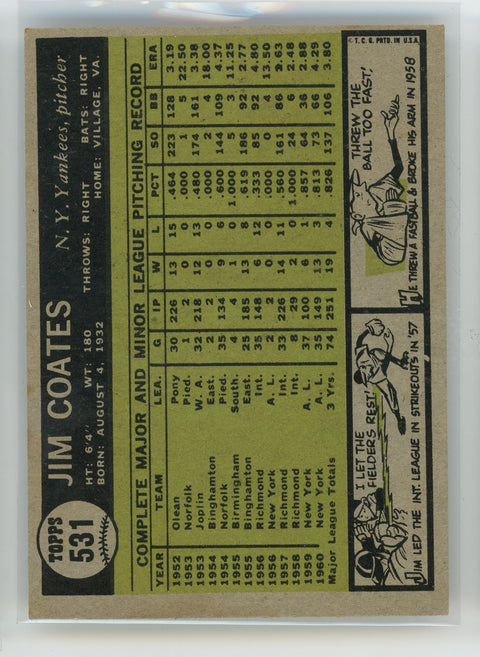 TOPPS
531
JIM COATES
N. Y. Yankees, pitcher
HT: 6'4" WT: 180 THROWS: RIGHT BATS: RIGHT
BORN: AUGUST 4, 1932 HOME: VILLAGE, VA.
COMPLETE MAJOR AND MINOR LEAGUE PITCHING RECORD
YEAR TEAM LEA. G IP W L PCT SO BB ERA
1952 Olean Pony 30 226 13 15 .464 223 128 3.19
1953 Norfolk Pied. 1 2 0 0 .000 1 5 22.50
1953 Joplin W. A. 32 218 12 13 .480 174 161 3.38
1954 Binghamton East. 2 2 0 2 .000 2 4 18.00
1954 Norfolk Pied. 35 134 9 6 .600 144 109 4.37
1955 Birmingham South. 4 4 1 0 1.000 5 3 11.25
1955 Binghamton East. 25 185 13 8 .619 186 92 2.77
1956 Richmond Int. 35 148 6 12 .333 85 92 4.80
1956 New York A. L. 2 2 0 0 .000 0 4 13.50
1957 Richmond Int. 33 226 14 11 .560 161 86 3.63
1958 Richmond Int. 8 29 2 2 .000 24 6 2.48
1959 New York A. L. 37 100 6 1 .857 64 36 2.88
1960 New York A. L. 35 149 13 3 .813 73 66 4.29
Major League Totals 3 Yrs. 74 251 19 4 .826 137 106 3.80
I LET THE
FIELDERS REST!
JIM LED THE INT. LEAGUE IN STRIKEOUTS IN '57
THREW THE
BALL TOO FAST!
HE THREW A FASTBALL & BROKE HIS ARM IN 1958
© T. C. G. PRTD. IN U.S.A.